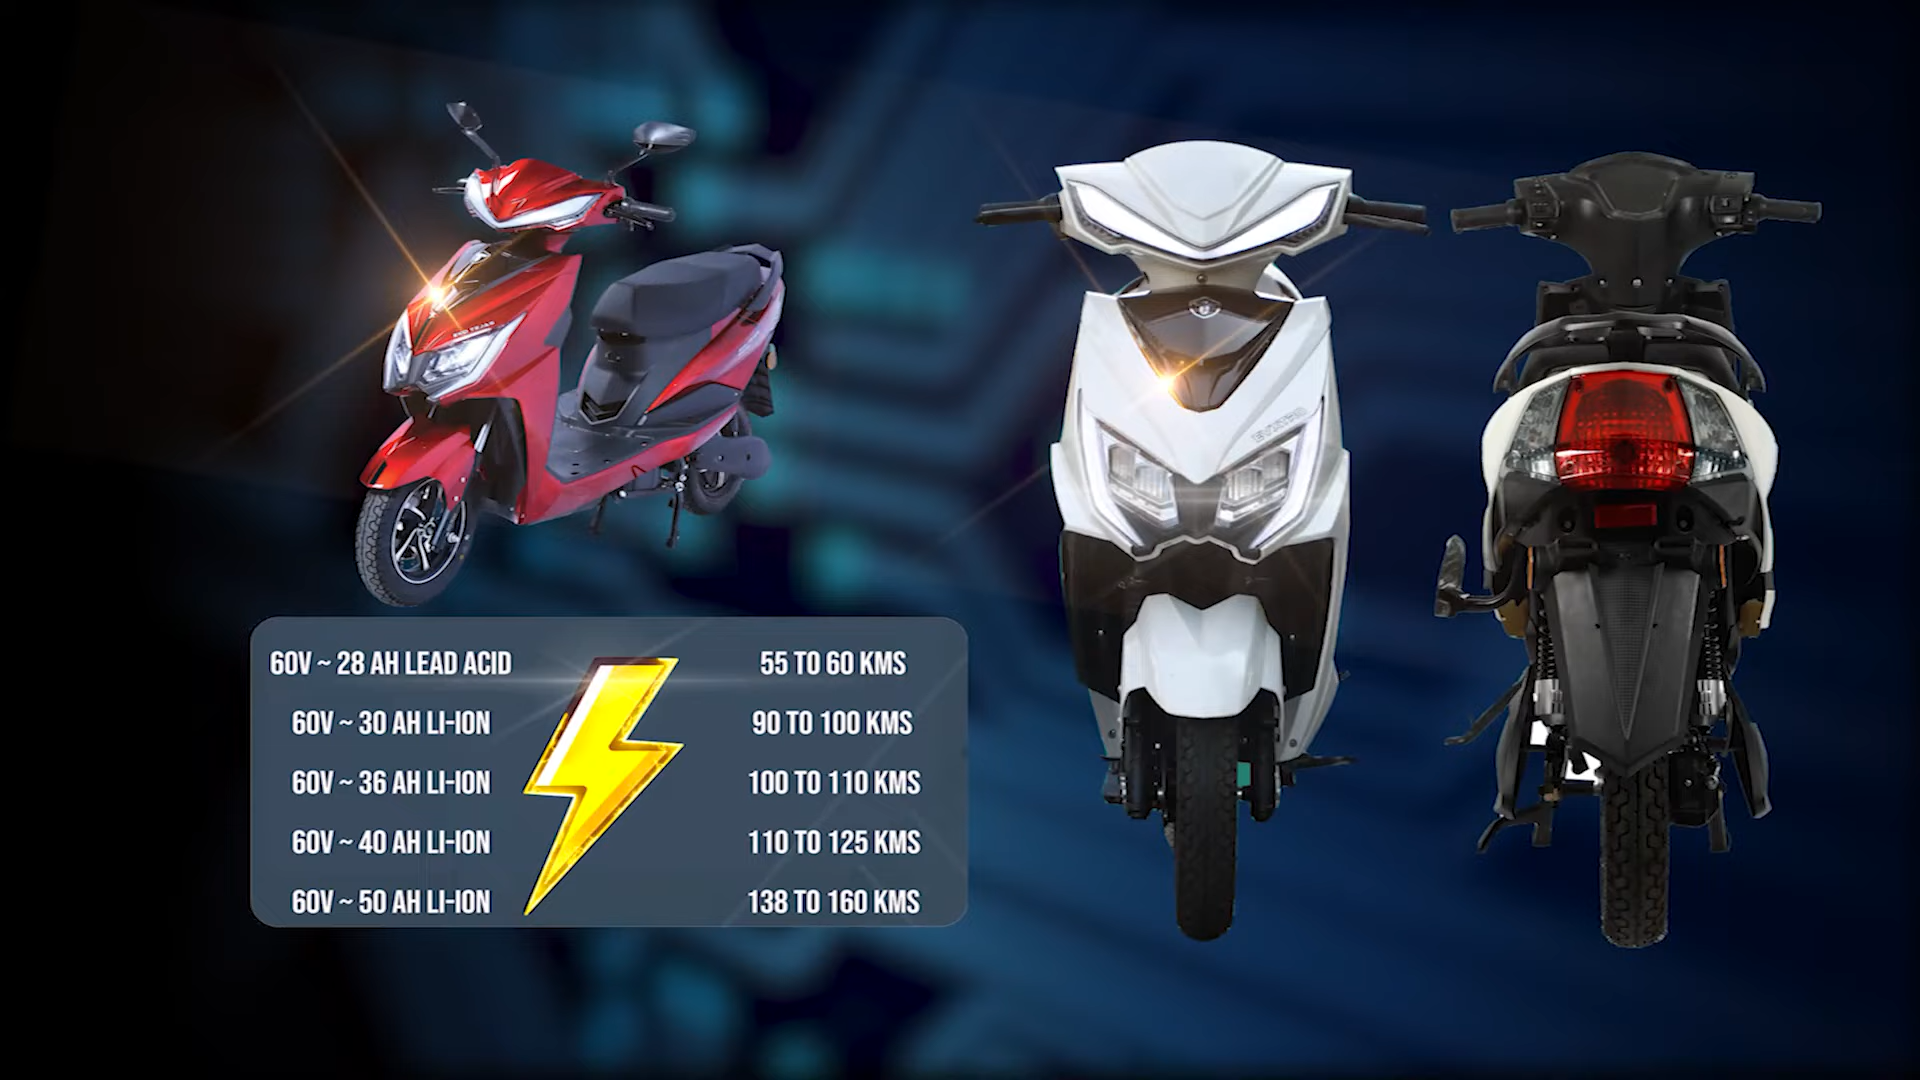 60V ~ 28 AH LEAD ACID 55 TO 60 KMS
60V ~ 30 AH LI-ION 90 TO 100 KMS
60V ~ 36 AH LI-ION 100 TO 110 KMS
60V ~ 40 AH LI-ION 110 TO 125 KMS
60V ~ 50 AH LI-ION 138 TO 160 KMS